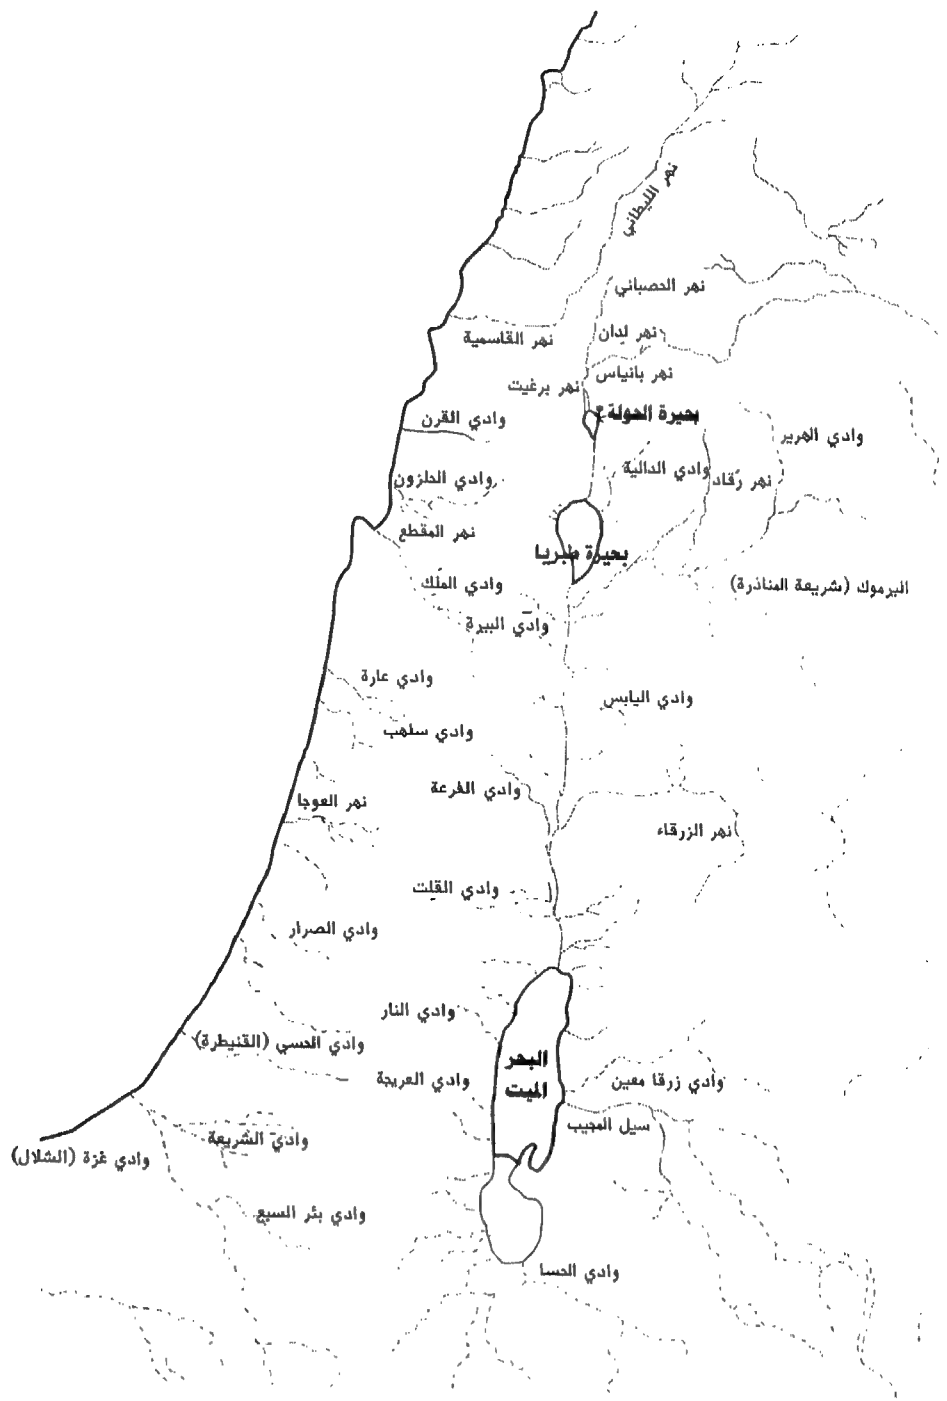 نهر الليطاني
نهر الحصباني
نهر لدان
نهر القاسمية
نهر بانياس
نهر برغيت
بحيرة الحولة
وادي القرن
وادي الهرير
وادي الدالية
نهر رُقاد
وادي الحلزون
نهر المقطع
بحيرة طبريا
وادي الملك
اليرموك (شريعة المناذرة)
وادي البيرة
وادي عارة
وادي اليابس
وادي سلهب
وادي الفرعة
نهر العوجا
نهر الزرقاء
وادي القلت
وادي الصرار
وادي النار
وادي الحسي (القنيطرة)
البحر
الميت
وادي العريجة
وادي زرقا معين
سيل المجيب
وادي الشريعة
وادي غزة (الشلال)
وادي بئر السبع
وادي الحسا